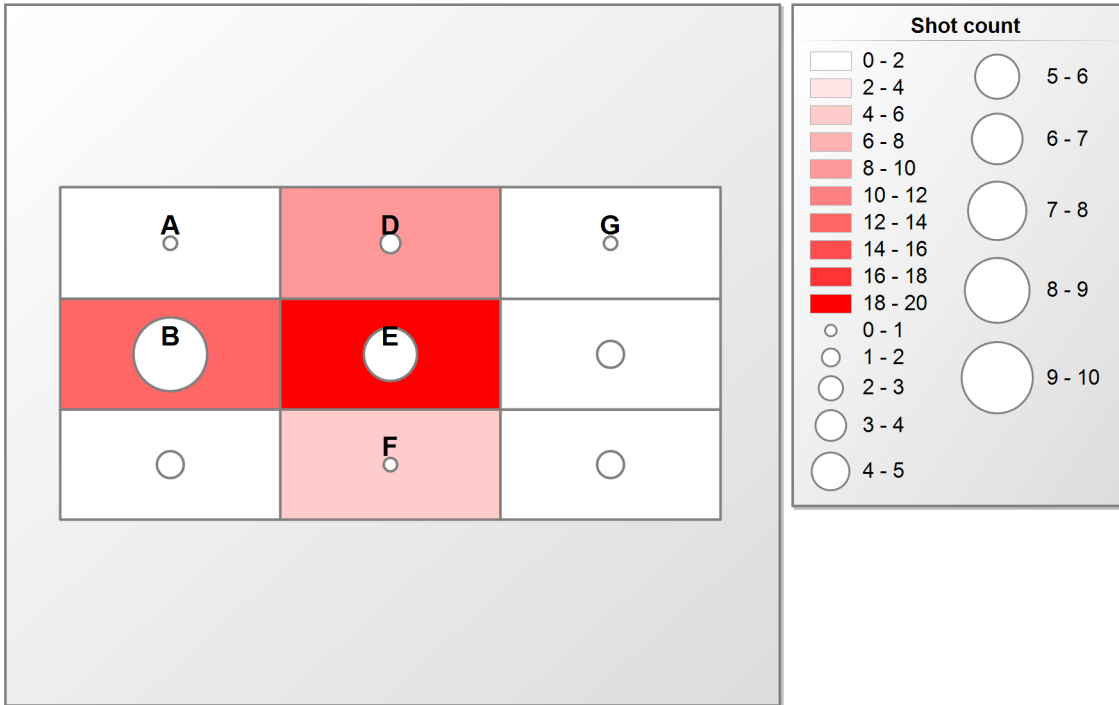 A
D
G
B
E
F
Shot count
0 - 2
2 - 4
4 - 6
6 - 8
8 - 10
10 - 12
12 - 14
14 - 16
16 - 18
18 - 20
0 - 1
1 - 2
2 - 3
3 - 4
4 - 5
5 - 6
6 - 7
7 - 8
8 - 9
9 - 10